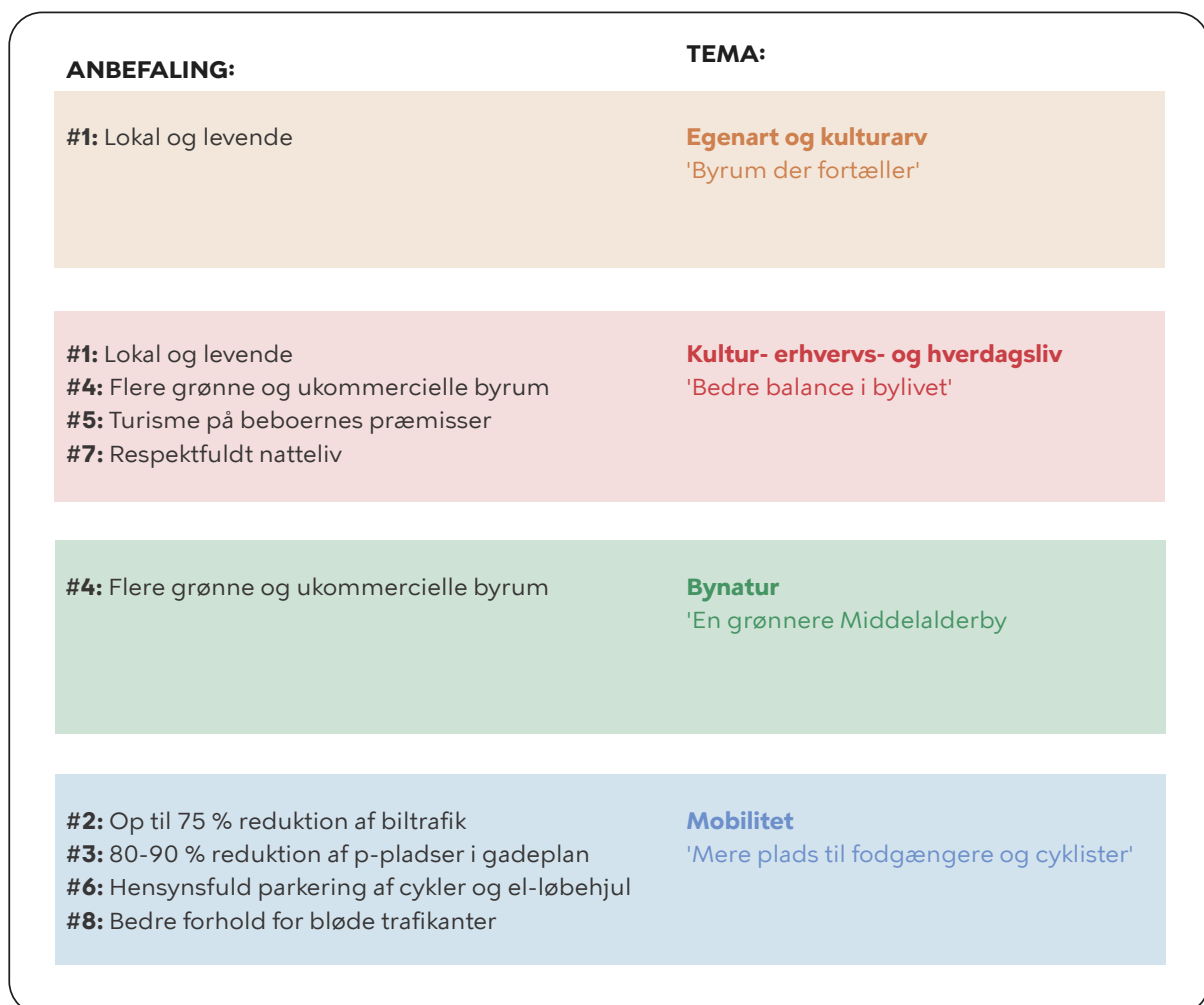 ANBEFALING:
TEMA:
#1: Lokal og levende
Egenart og kulturarv
'Byrum der fortæller'
#1: Lokal og levende
#4: Flere grønne og ukommercielle byrum
#5: Turisme på beboernes præmisser
#7: Respektfuldt natteliv
Kultur- erhvervs- og hverdagsliv
'Bedre balance i bylivet'
#4: Flere grønne og ukommercielle byrum
Bynatur
'En grønnere Middelalderby
#2: Op til 75 % reduktion af biltrafik
#3: 80-90 % reduktion af p-pladser i gadeplan
#6: Hensynsfuld parkering af cykler og el-løbehjul
#8: Bedre forhold for bløde trafikanter
Mobilitet
'Mere plads til fodgængere og cyklister'